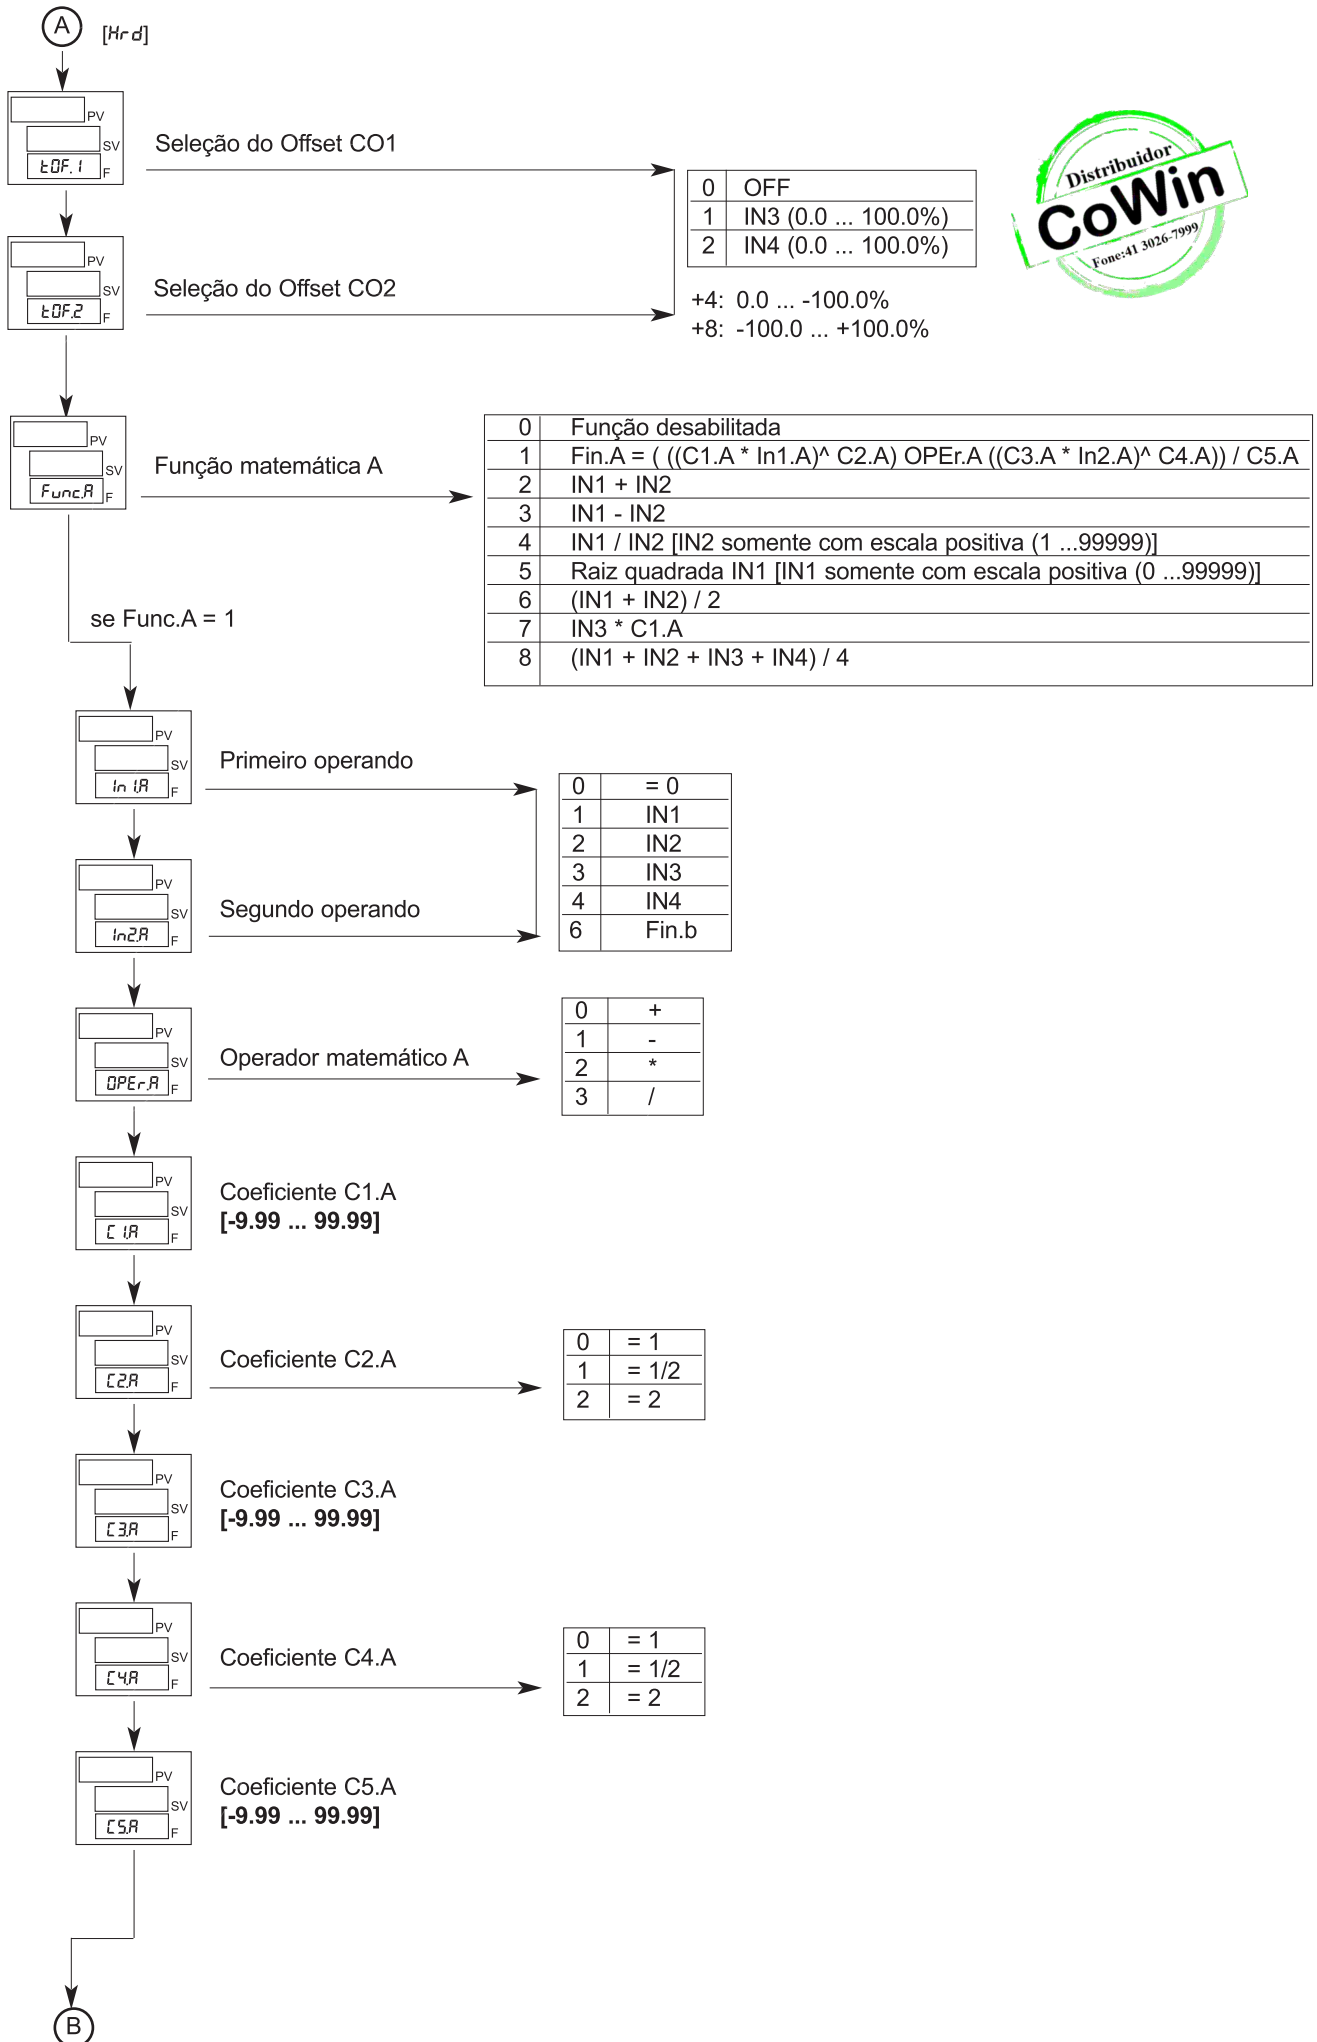 A [Hrd]
PV
SV
tOF.1 F
Seleção do Offset CO1
0 OFF
1 IN3 (0.0 ... 100.0%)
2 IN4 (0.0 ... 100.0%)
Distribuidor
CoWin
Fone:41 3026-7999
PV
SV
tOF.2 F
Seleção do Offset CO2
+4: 0.0 ... -100.0%
+8: -100.0 ... +100.0%
PV
SV
Func.A F
Função matemática A
0 Função desabilitada
1 Fin.A = ( ((C1.A * In1.A)^ C2.A) OPEr.A ((C3.A * In2.A)^ C4.A)) / C5.A
2 IN1 + IN2
3 IN1 - IN2
4 IN1 / IN2 [IN2 somente com escala positiva (1 ...99999)]
5 Raiz quadrada IN1 [IN1 somente com escala positiva (0 ...99999)]
6 (IN1 + IN2) / 2
7 IN3 * C1.A
8 (IN1 + IN2 + IN3 + IN4) / 4
se Func.A = 1
PV
SV
In1.A F
Primeiro operando
0 = 0
1 IN1
2 IN2
3 IN3
4 IN4
6 Fin.b
PV
SV
In2.A F
Segundo operando
PV
SV
OPEr.A F
Operador matemático A
0 +
1 -
2 *
3 /
PV
SV
C1.A F
Coeficiente C1.A
[-9.99 ... 99.99]
PV
SV
C2.A F
Coeficiente C2.A
0 = 1
1 = 1/2
2 = 2
PV
SV
C3.A F
Coeficiente C3.A
[-9.99 ... 99.99]
PV
SV
C4.A F
Coeficiente C4.A
0 = 1
1 = 1/2
2 = 2
PV
SV
C5.A F
Coeficiente C5.A
[-9.99 ... 99.99]
B